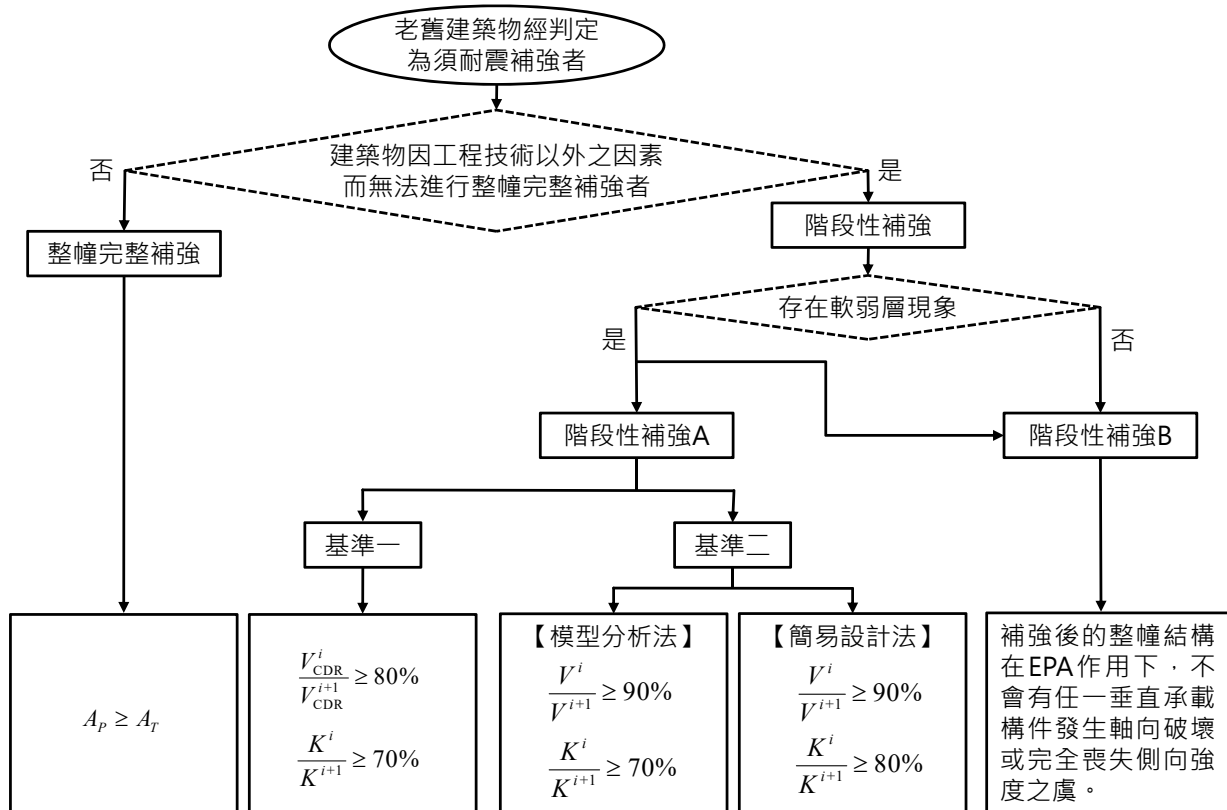 老舊建築物經判定
為須耐震補強者
建築物因工程技術以外之因素
而無法進行整幢完整補強者
否
是
整幢完整補強
階段性補強
存在軟弱層現象
是
否
階段性補強A
階段性補強B
基準一
基準二
A_P ≥ A_T
V^i_CDR / V^{i+1}_CDR ≥ 80%
K^i / K^{i+1} ≥ 70%
【模型分析法】
V^i / V^{i+1} ≥ 90%
K^i / K^{i+1} ≥ 70%
【簡易設計法】
V^i / V^{i+1} ≥ 90%
K^i / K^{i+1} ≥ 80%
補強後的整幢結構
在EPA作用下，不
會有任一垂直承載
構件發生軸向破壞
或完全喪失側向強
度之虞。